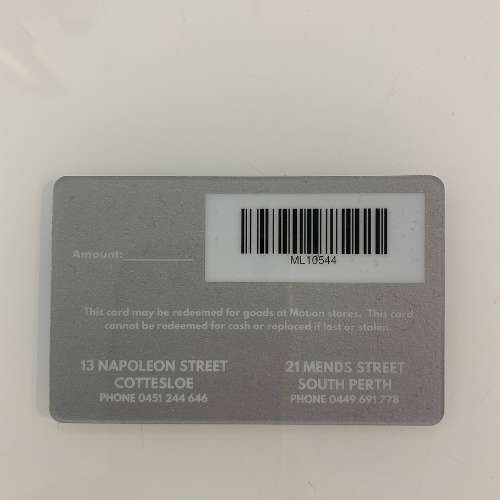 Amount:__________
ML10544
This card may be redeemed for goods at Motion stores. This card
cannot be redeemed for cash or replaced if lost or stolen.
13 NAPOLEON STREET
COTTESLOE
PHONE 0451 244 646
21 MENDS STREET
SOUTH PERTH
PHONE 0449 691 778